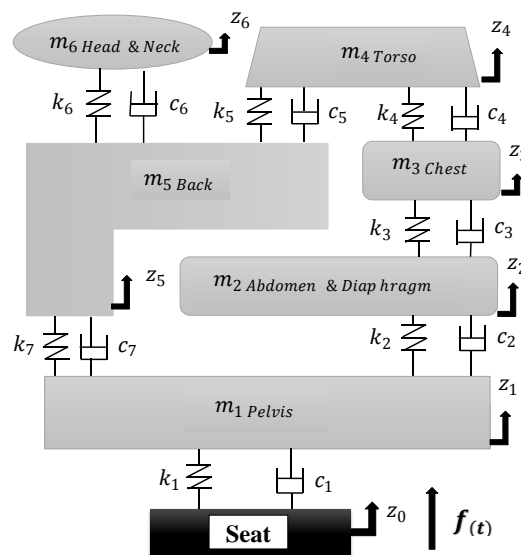 z6
z4
m6 Head & Neck
m4 Torso
k6
c6
k5
c5
k4
c4
m5 Back
m3 Chest
k3
c3
m2 Abdomen & Diap hragm
z5
k7
c7
k2
c2
z1
m1 Pelvis
k1
c1
z0
Seat
f(t)